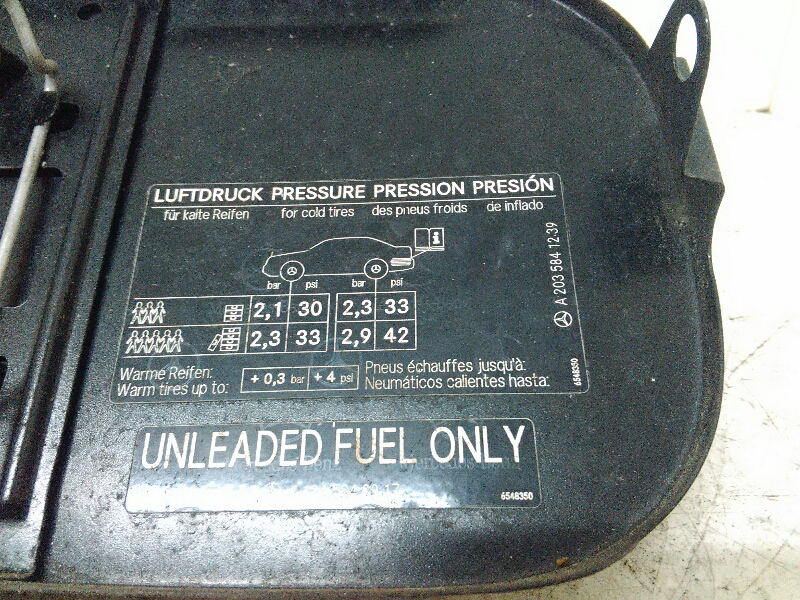 LUFTDRUCK PRESSURE PRESSION PRESIÓN
für kalte Reifen for cold tires des pneus froids de inflado
i
bar psi bar psi
2,1 30 2,3 33
2,3 33 2,9 42
Warme Reifen:
Warm tires up to:
+ 0,3 bar + 4 psi
Pneus échauffes jusqu'à:
Neumáticos calientes hasta:
A 203 584 12 39
6548350
UNLEADED FUEL ONLY
6548350